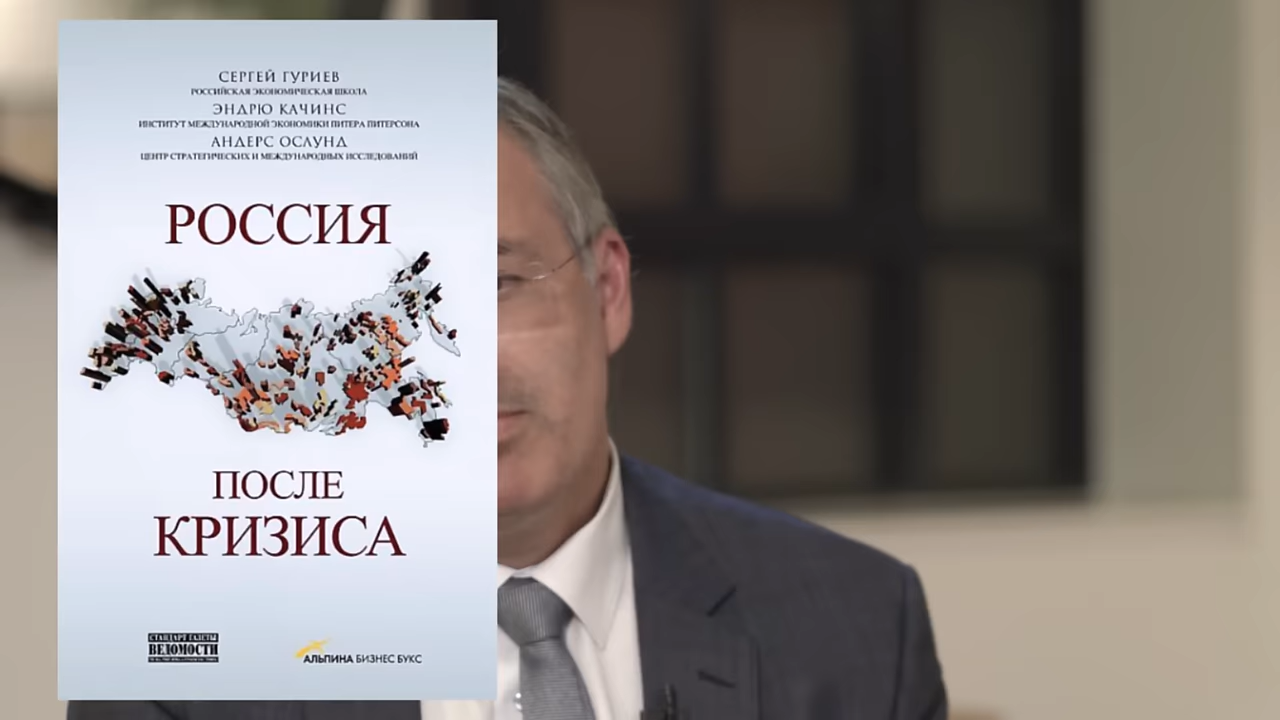 СЕРГЕЙ ГУРИЕВ
РОССИЙСКАЯ ЭКОНОМИЧЕСКАЯ ШКОЛА
ЭНДРЮ КАЧИНС
ИНСТИТУТ МЕЖДУНАРОДНОЙ ЭКОНОМИКИ ПИТЕРА ПИТЕРСОНА
АНДЕРС ОСЛУНД
ЦЕНТР СТРАТЕГИЧЕСКИХ И МЕЖДУНАРОДНЫХ ИССЛЕДОВАНИЙ
РОССИЯ
ПОСЛЕ
КРИЗИСА
СТАНДАРТ ГАЗЕТЫ
ВЕДОМОСТИ
АЛЬПИНА БИЗНЕС БУКС